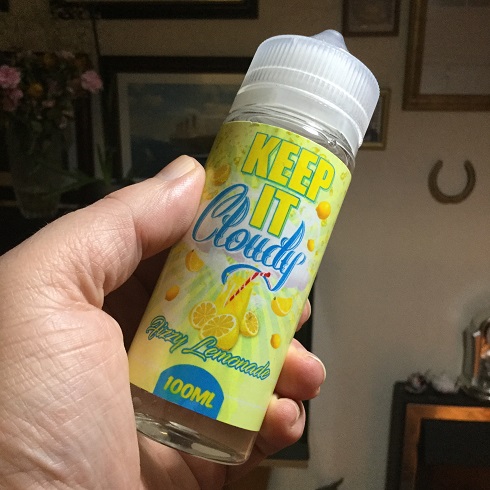 KEEP
IT
Cloudy
Fizzy Lemonade
100ML